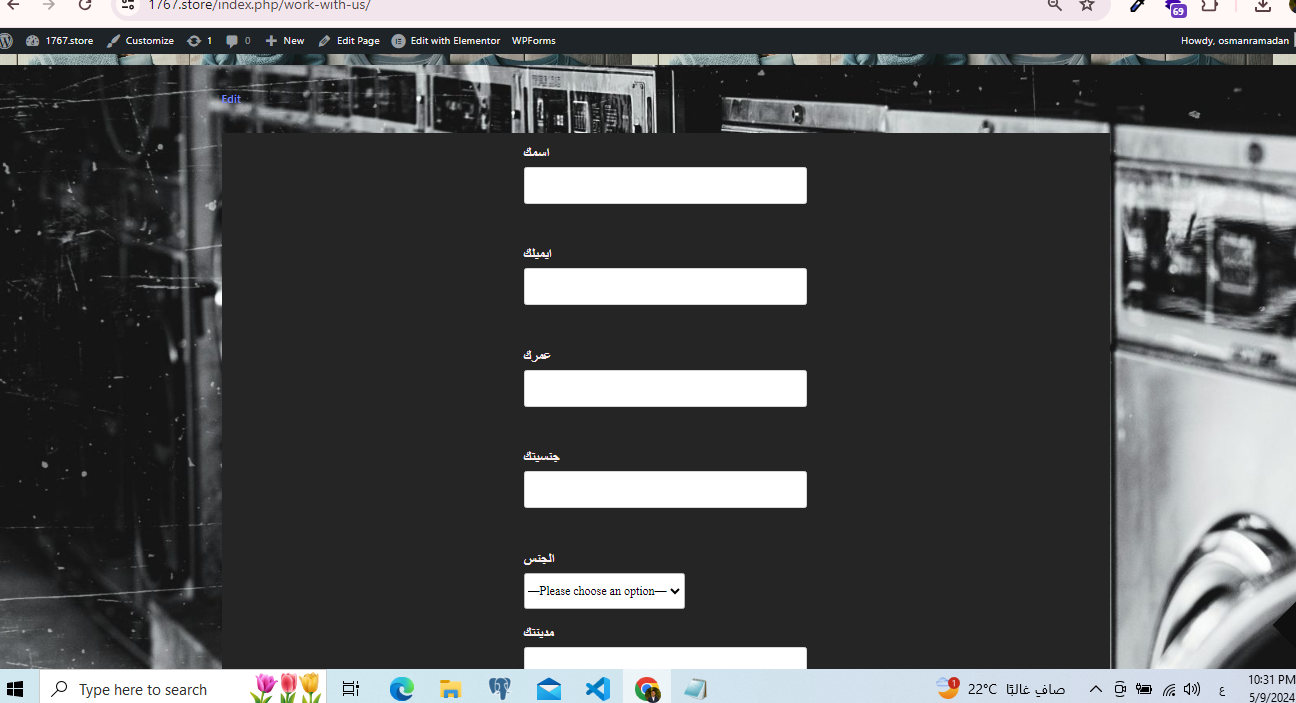 1767.store/index.php/work-with-us/
69
1767.store Customize 1 0 New Edit Page Edit with Elementor WPForms Howdy, osmanramadan
Edit
اسمك
ايميلك
عمرك
جنسيتك
الجنس
—Please choose an option—
مدينتك
Type here to search
1
22°C صافٍ غالبًا
ع
10:31 PM
5/9/2024